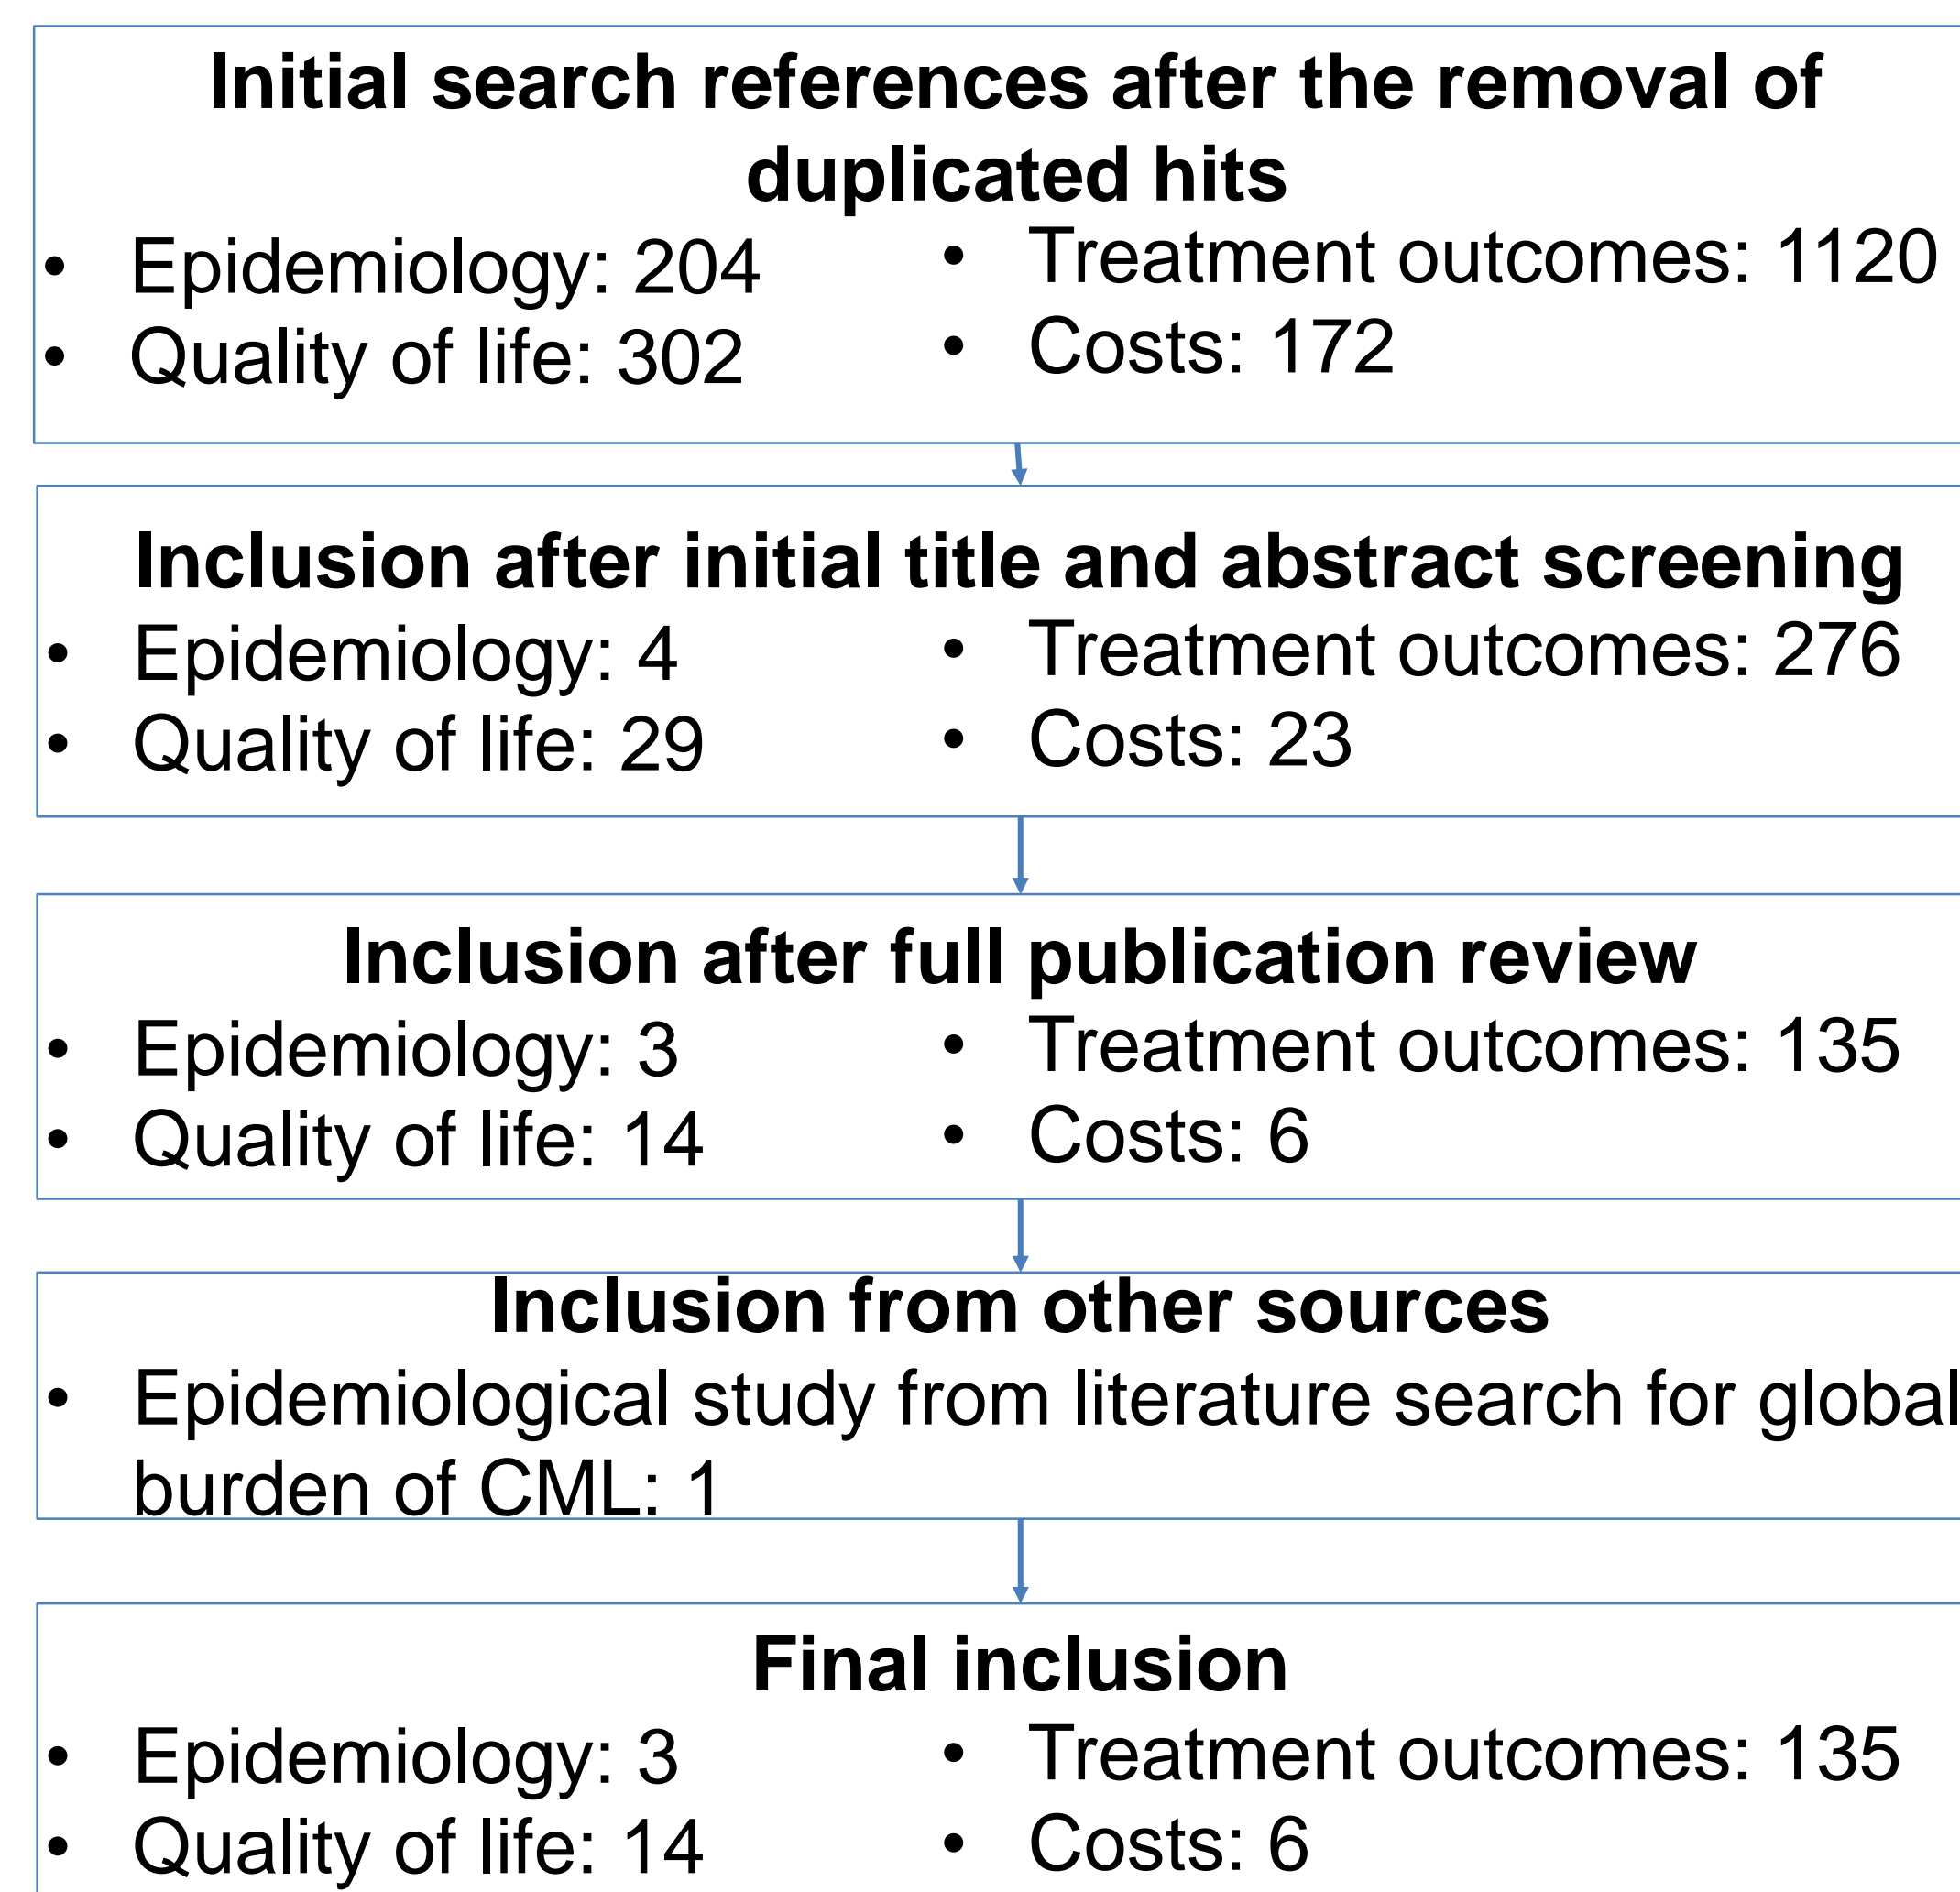 Initial search references after the removal of
duplicated hits
• Epidemiology: 204
• Quality of life: 302
• Treatment outcomes: 1120
• Costs: 172
Inclusion after initial title and abstract screening
• Epidemiology: 4
• Quality of life: 29
• Treatment outcomes: 276
• Costs: 23
Inclusion after full publication review
• Epidemiology: 3
• Quality of life: 14
• Treatment outcomes: 135
• Costs: 6
Inclusion from other sources
• Epidemiological study from literature search for global
burden of CML: 1
Final inclusion
• Epidemiology: 3
• Quality of life: 14
• Treatment outcomes: 135
• Costs: 6